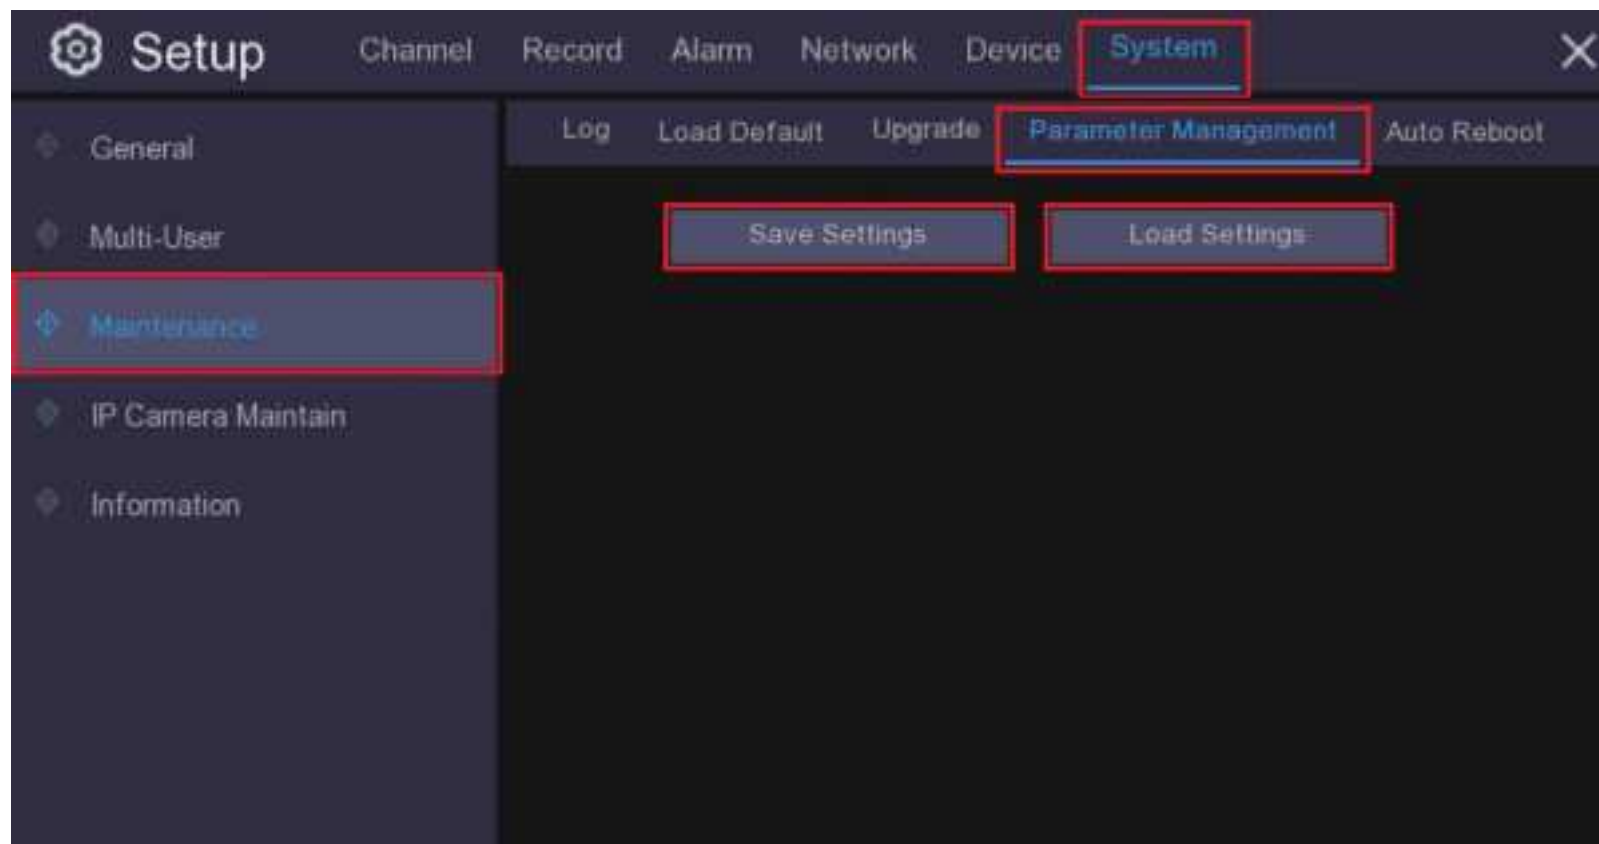 Setup Channel Record Alarm Network Device System
Log Load Default Upgrade Parameter Management Auto Reboot
General
Multi-User
Maintenance
IP Camera Maintain
Information
Save Settings Load Settings